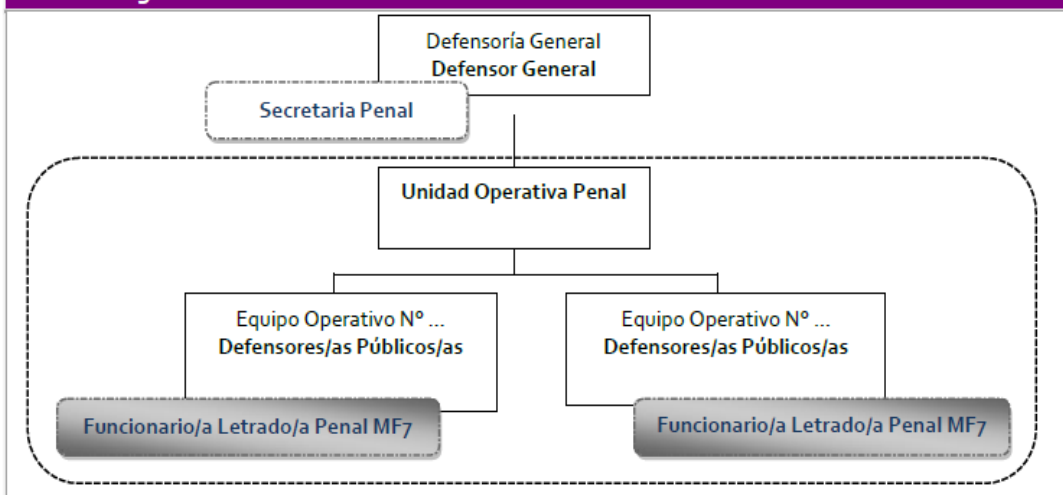 Defensoría General
Defensor General
Secretaria Penal
Unidad Operativa Penal
Equipo Operativo Nº ...
Defensores/as Públicos/as
Funcionario/a Letrado/a Penal MF7
Equipo Operativo Nº ...
Defensores/as Públicos/as
Funcionario/a Letrado/a Penal MF7